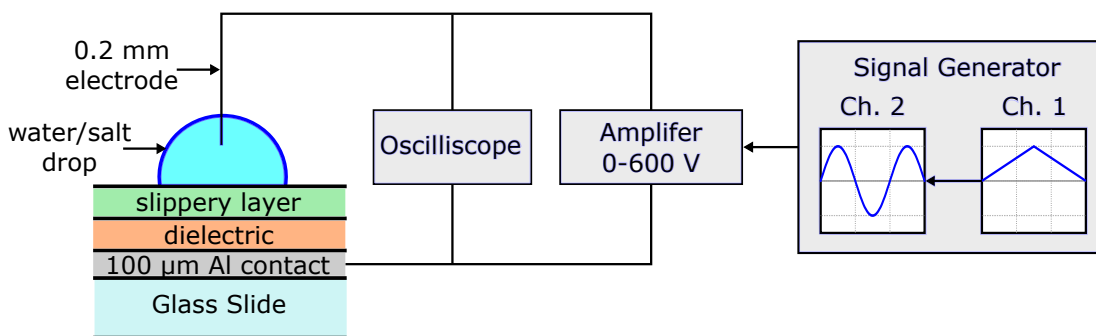 0.2 mm
electrode
water/salt
drop
slippery layer
dielectric
100 µm Al contact
Glass Slide
Oscilliscope
Amplifer
0-600 V
Signal Generator
Ch. 2
Ch. 1